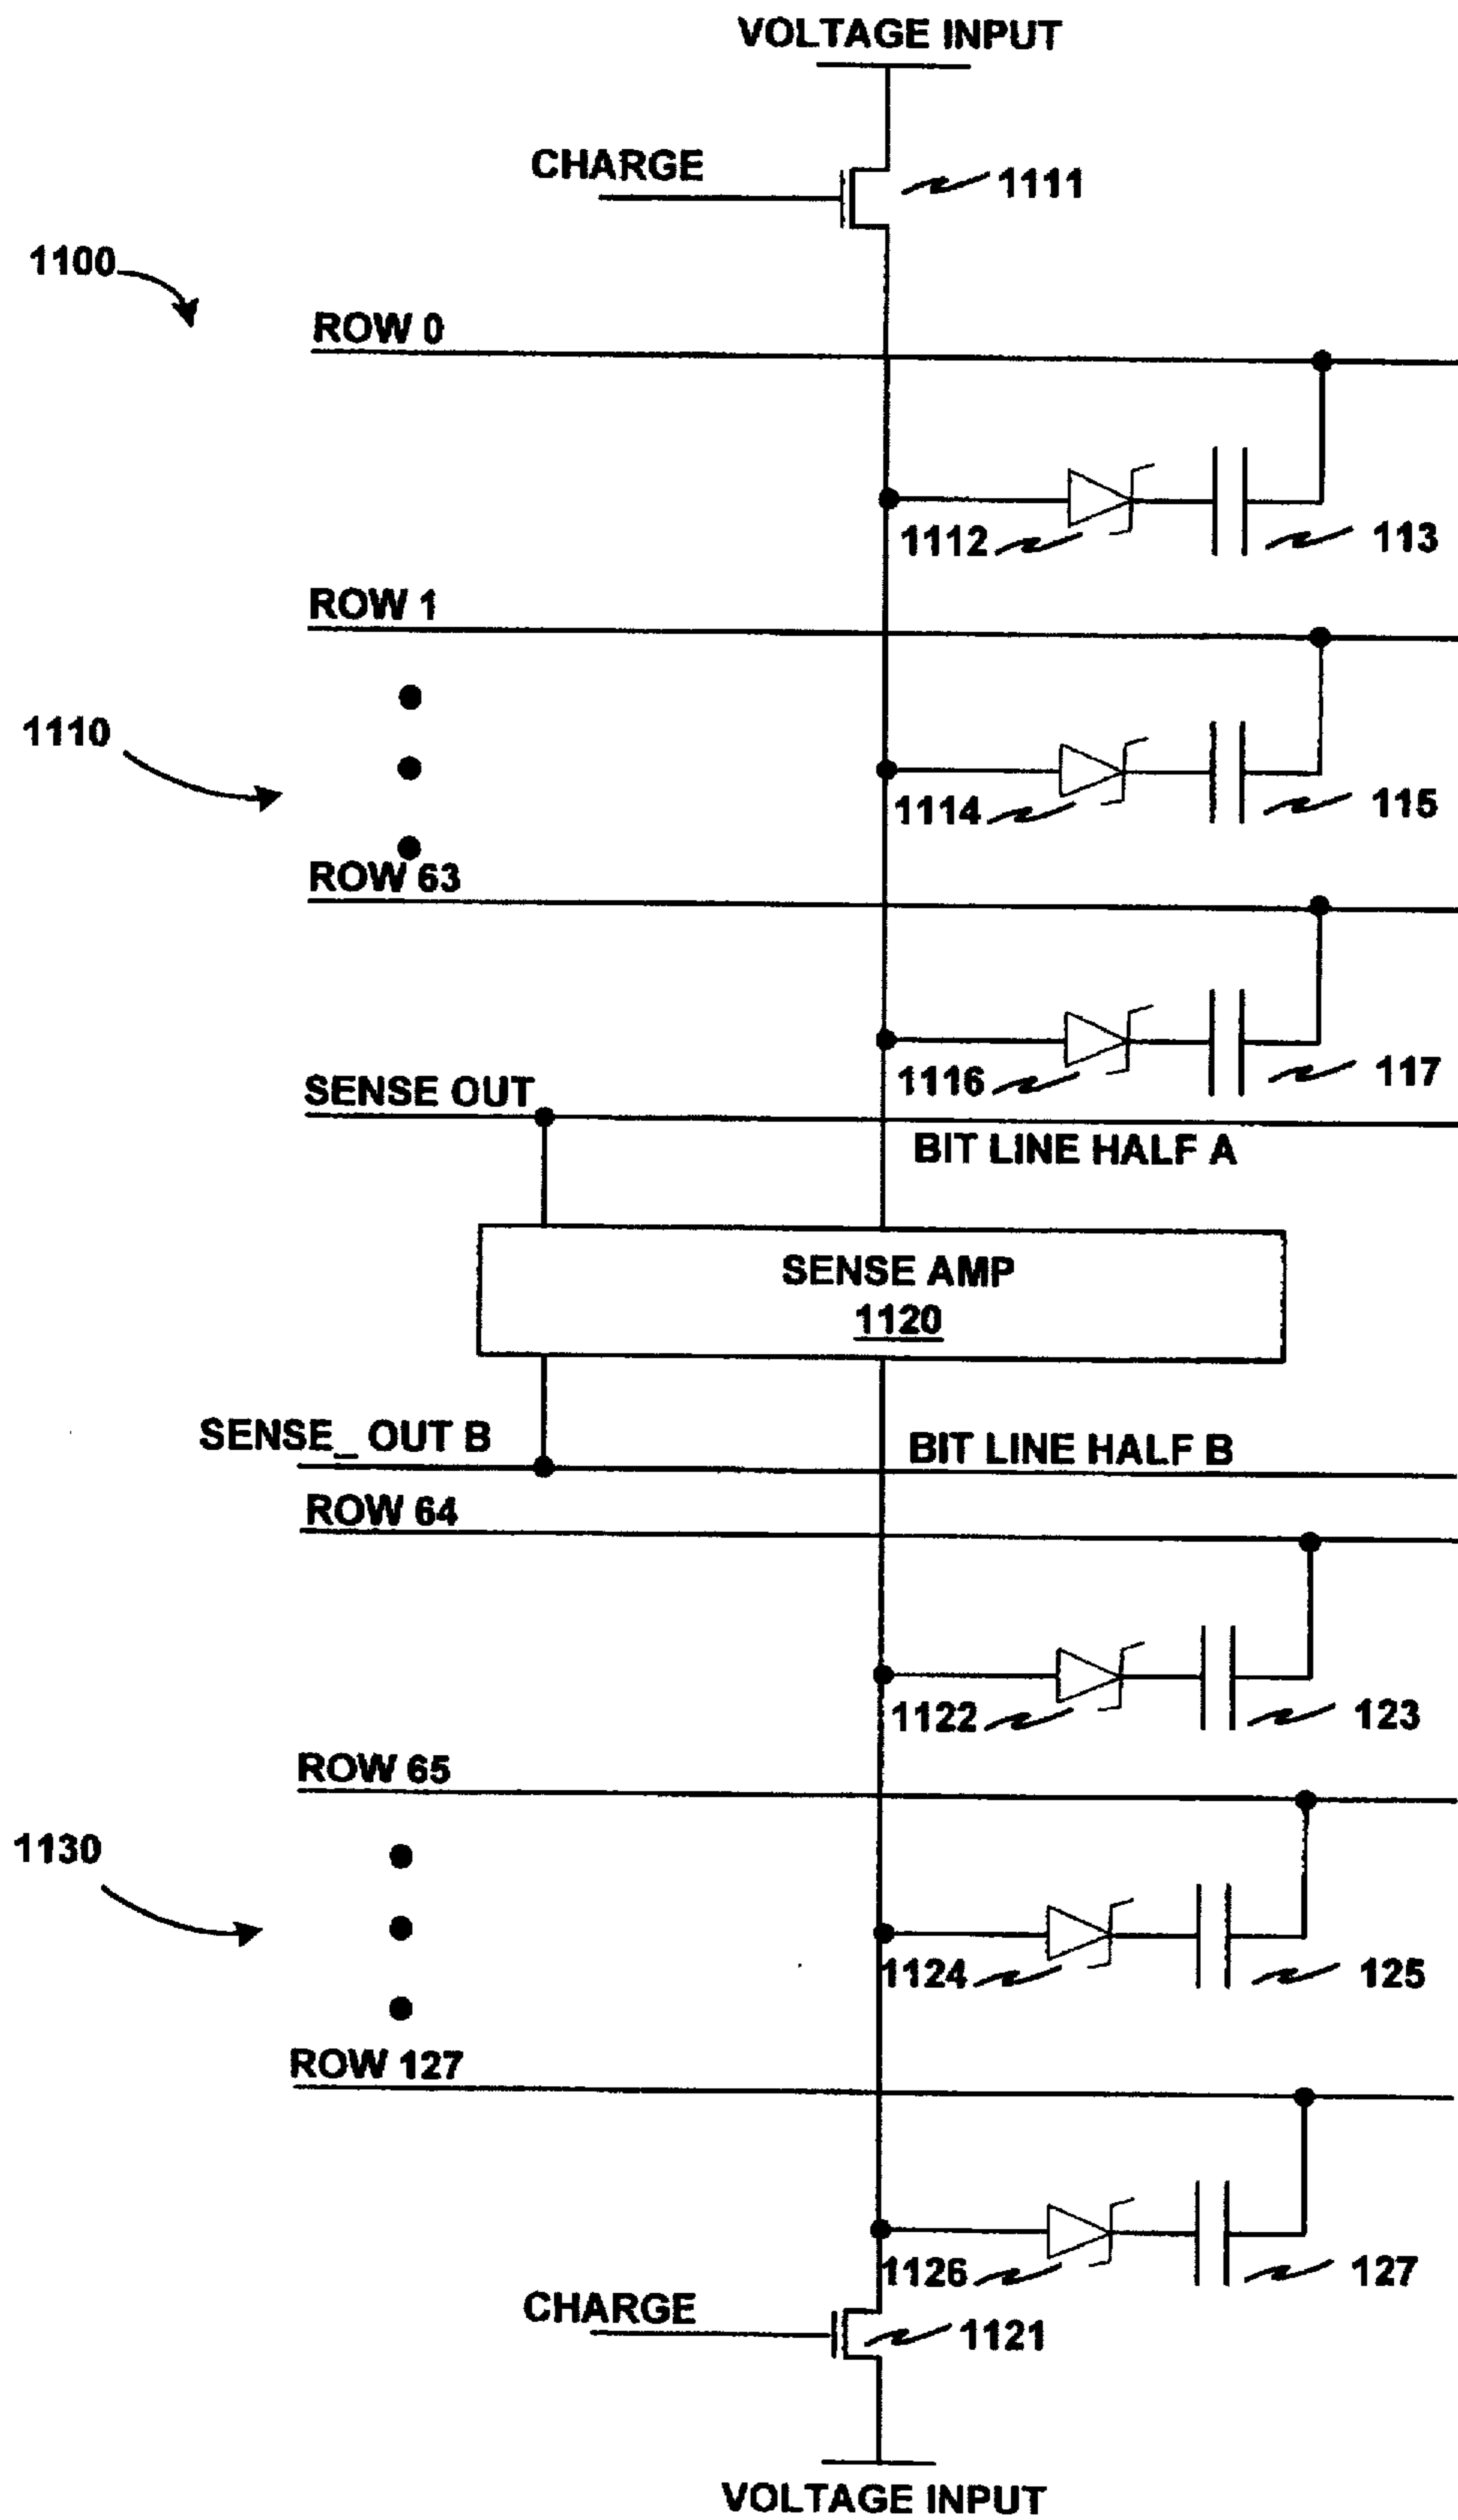 VOLTAGE INPUT
CHARGE
1111
1100
ROW 0
1112
113
ROW 1
1110
1114
115
ROW 63
1116
117
SENSE OUT
BIT LINE HALF A
SENSE AMP
1120
SENSE_ OUT B
BIT LINE HALF B
ROW 64
1122
123
ROW 65
1130
1124
125
ROW 127
1126
127
CHARGE
1121
VOLTAGE INPUT